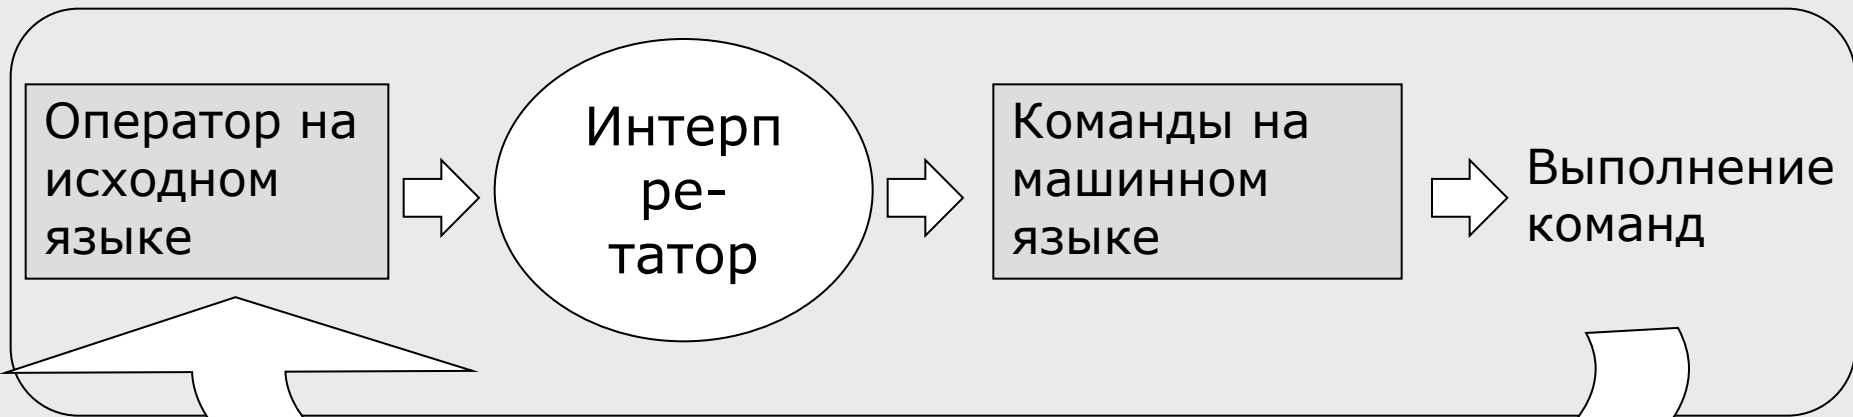 Оператор на
исходном
языке
Интерп
ре-
татор
Команды на
машинном
языке
Выполнение
команд